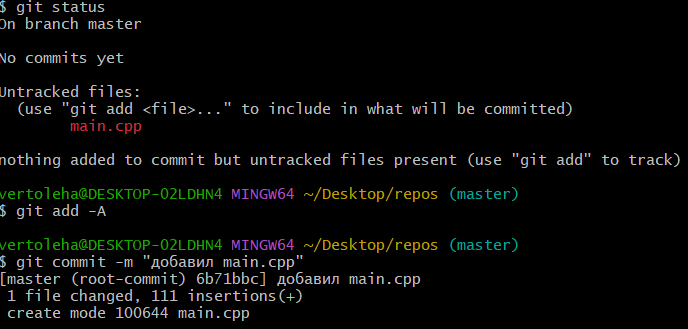 $ git status
On branch master
No commits yet
Untracked files:
(use "git add <file>..." to include in what will be committed)
main.cpp
nothing added to commit but untracked files present (use "git add" to track)
vertoleha@DESKTOP-02LDHN4 MINGW64 ~/Desktop/repos (master)
$ git add -A
vertoleha@DESKTOP-02LDHN4 MINGW64 ~/Desktop/repos (master)
$ git commit -m "добавил main.cpp"
[master (root-commit) 6b71bbc] добавил main.cpp
1 file changed, 111 insertions(+)
create mode 100644 main.cpp